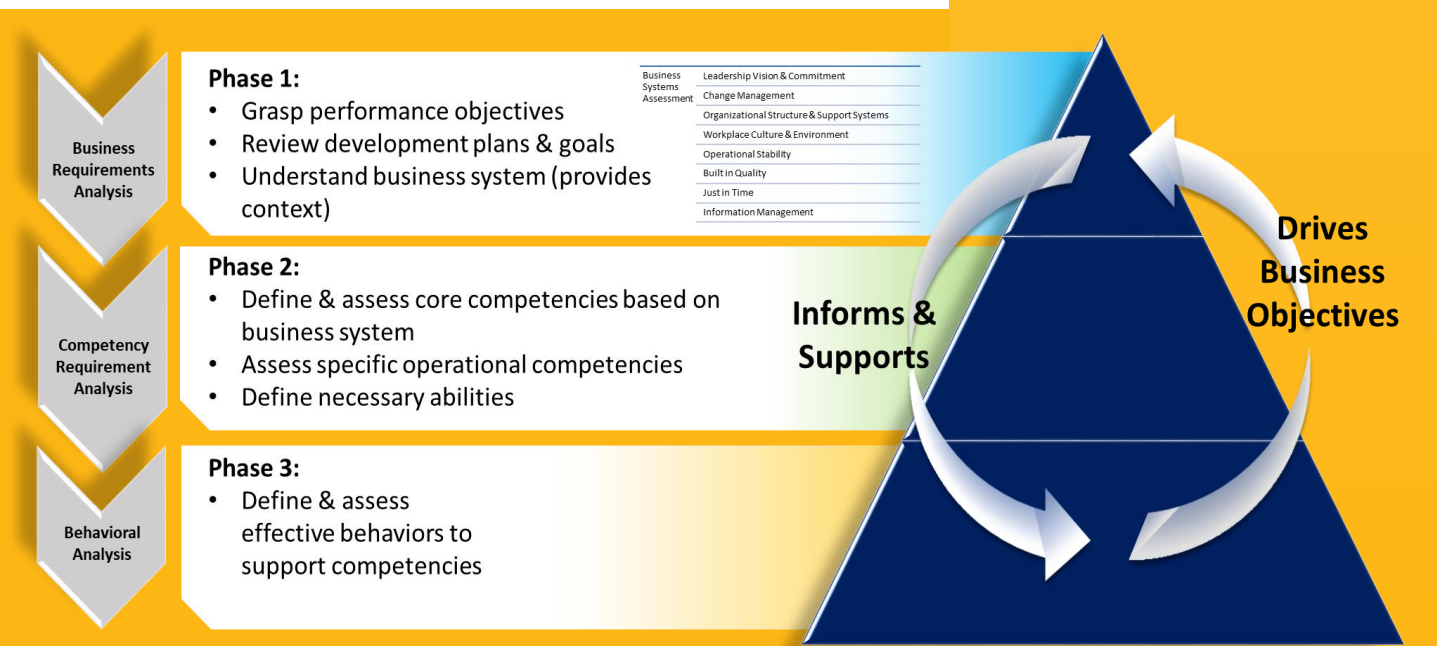 Business
Requirements
Analysis
Phase 1:
• Grasp performance objectives
• Review development plans & goals
• Understand business system (provides
context)
Business
Systems
Assessment
Leadership Vision & Commitment
Change Management
Organizational Structure & Support Systems
Workplace Culture & Environment
Operational Stability
Built in Quality
Just in Time
Information Management
Competency
Requirement
Analysis
Phase 2:
• Define & assess core competencies based on
business system
• Assess specific operational competencies
• Define necessary abilities
Informs &
Supports
Drives
Business
Objectives
Behavioral
Analysis
Phase 3:
• Define & assess
effective behaviors to
support competencies